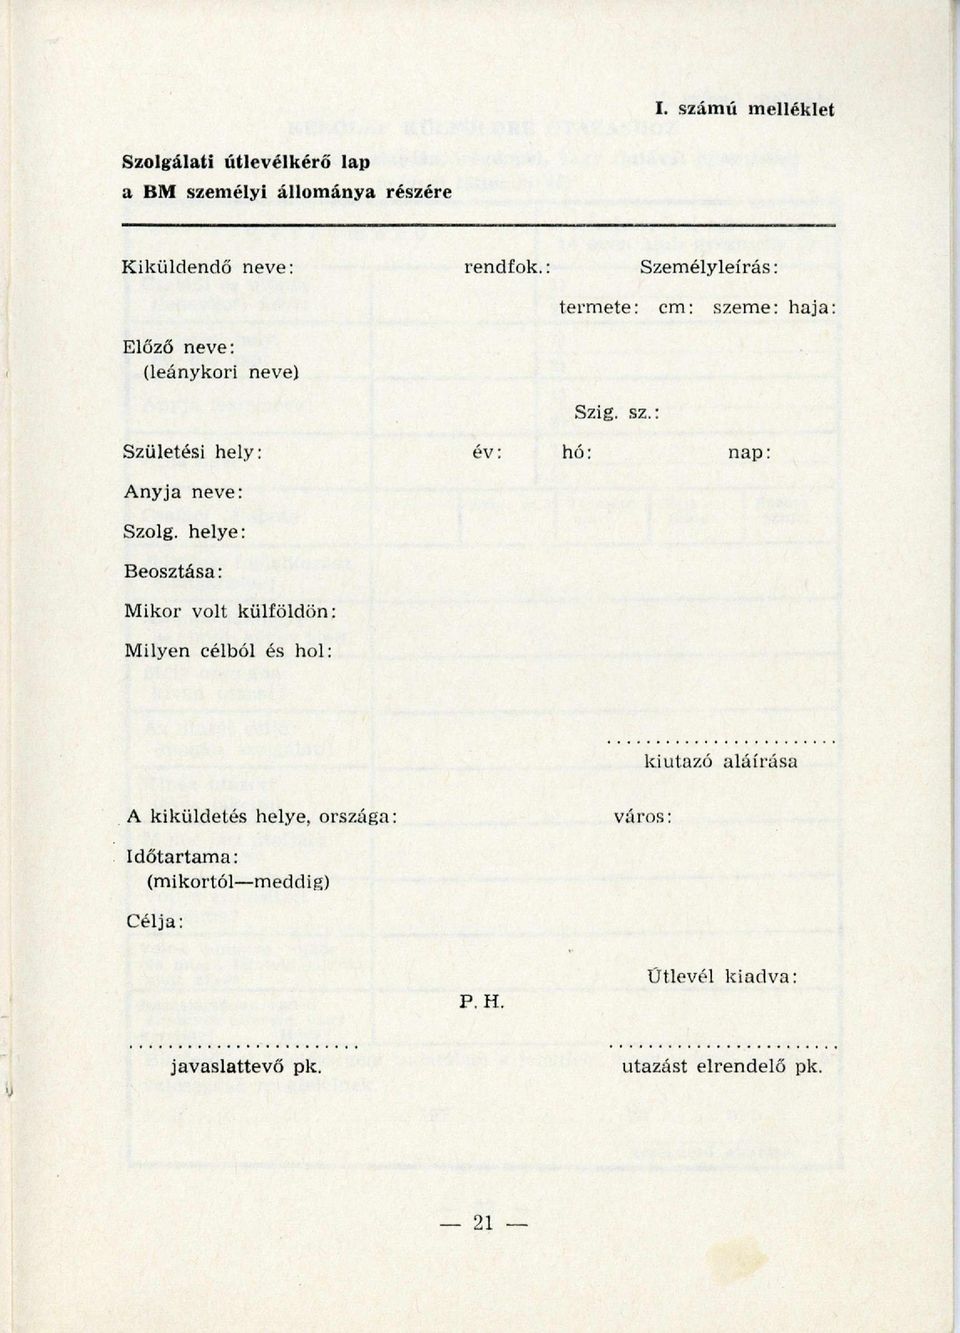 I. számú melléklet
Szolgálati útlevélkérő lap
a BM személyi állománya részére
Kiküldendő neve: rendfok.: Személyleírás:
termete: cm: szeme: haja:
Előző neve:
(leánykori neve)
Szig. sz.:
Születési hely: év: hó: nap:
Anyja neve:
Szolg. helye:
Beosztása:
Mikor volt külföldön:
Milyen célból és hol:
........................
kiutazó aláírása
A kiküldetés helye, országa: város:
Időtartama:
(mikortól—meddig)
Célja:
Útlevél kiadva:
P. H.
........................ ........................
javaslattevő pk. utazást elrendelő pk.
— 21 —